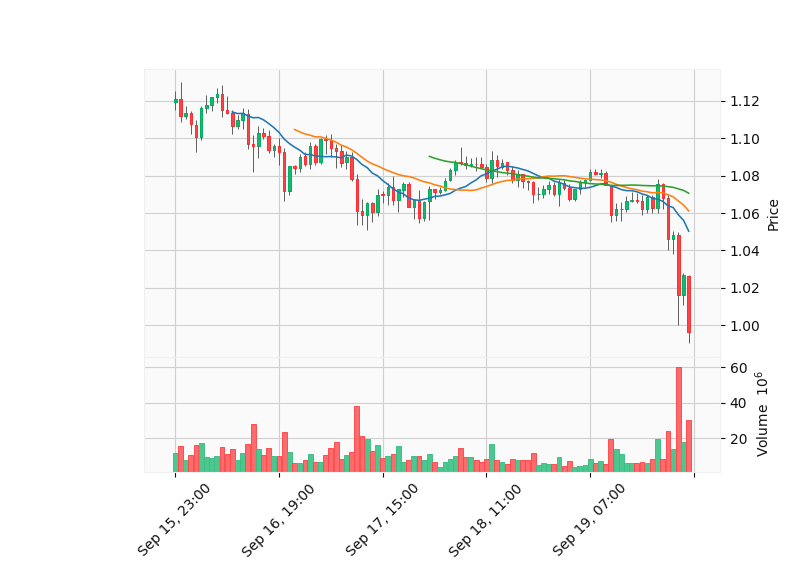 1.12
1.10
1.08
1.06
1.04
1.02
1.00
Price
60
40
20
Volume 10⁶
Sep 15, 23:00
Sep 16, 19:00
Sep 17, 15:00
Sep 18, 11:00
Sep 19, 07:00